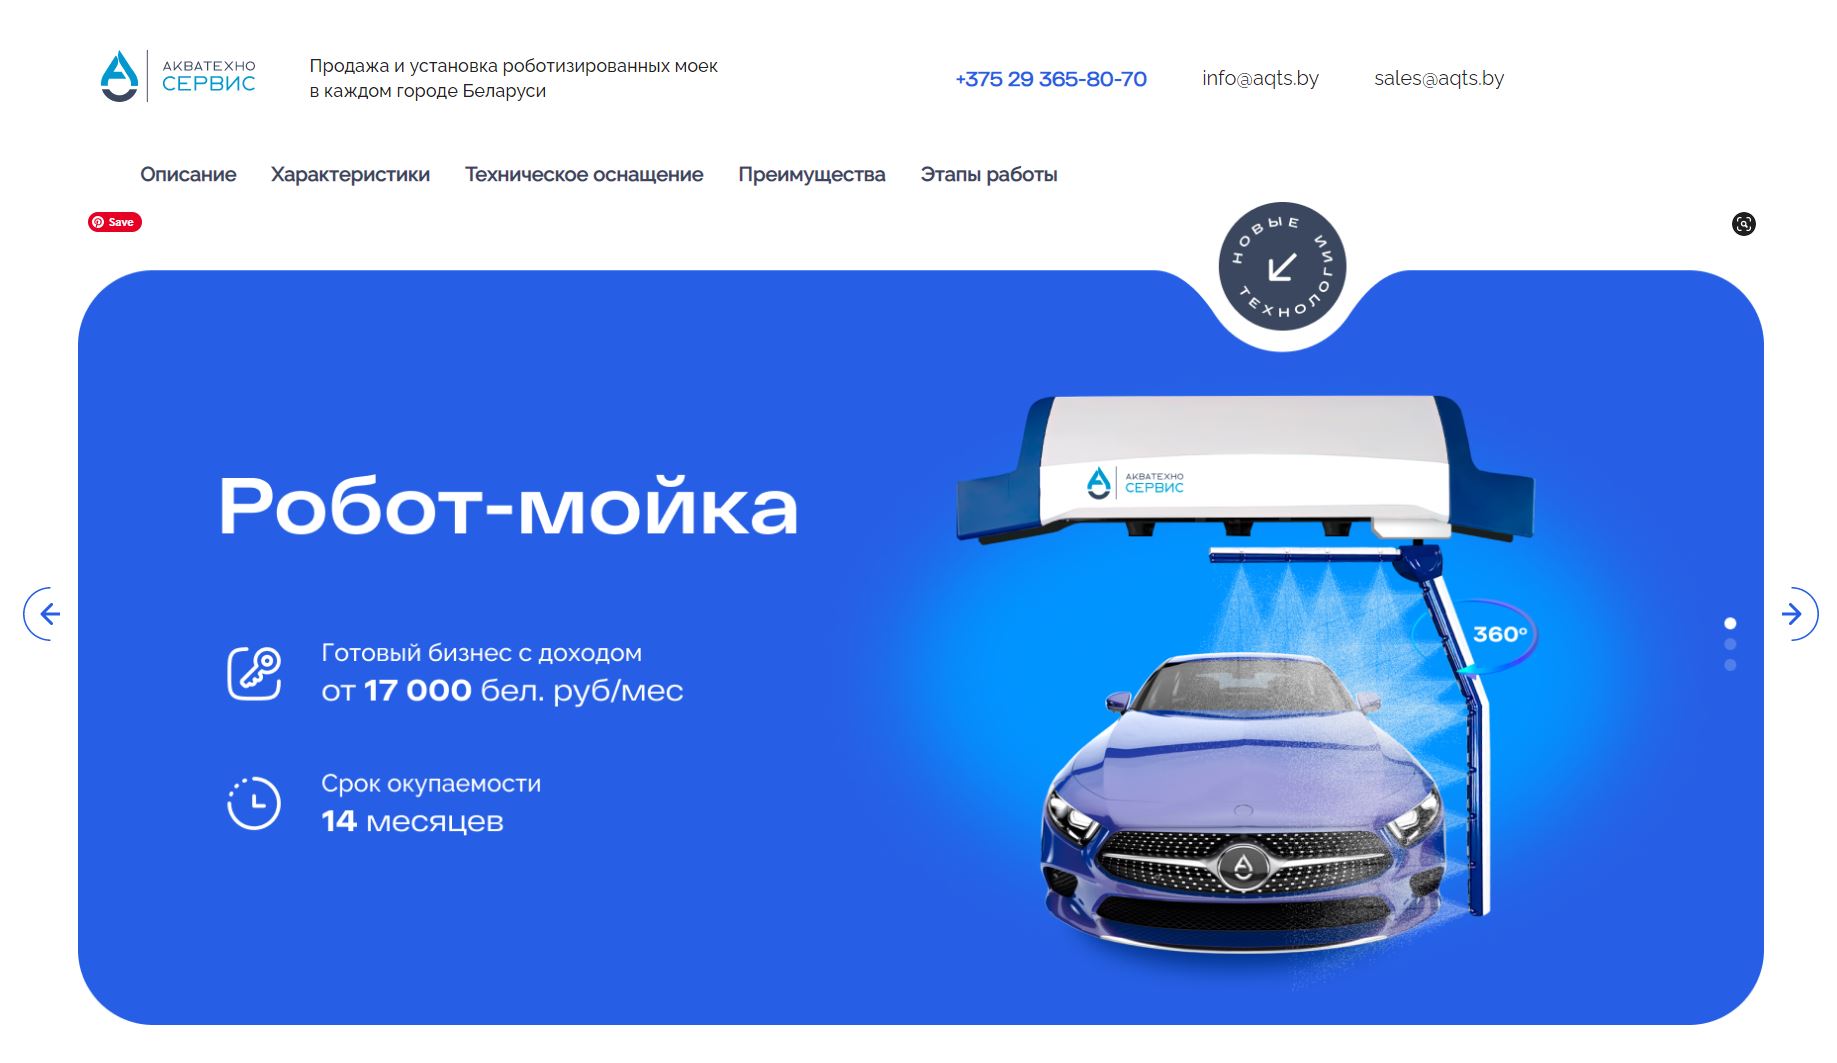 АКВАТЕХНО
СЕРВИС
Продажа и установка роботизированных моек
в каждом городе Беларуси
+375 29 365-80-70
info@aqts.by
sales@aqts.by
Описание
Характеристики
Техническое оснащение
Преимущества
Этапы работы
Save
НОВЫЕ ТЕХНОЛОГИИ
АКВАТЕХНО
СЕРВИС
Робот-мойка
360°
Готовый бизнес с доходом
от 17 000 бел. руб/мес
Срок окупаемости
14 месяцев